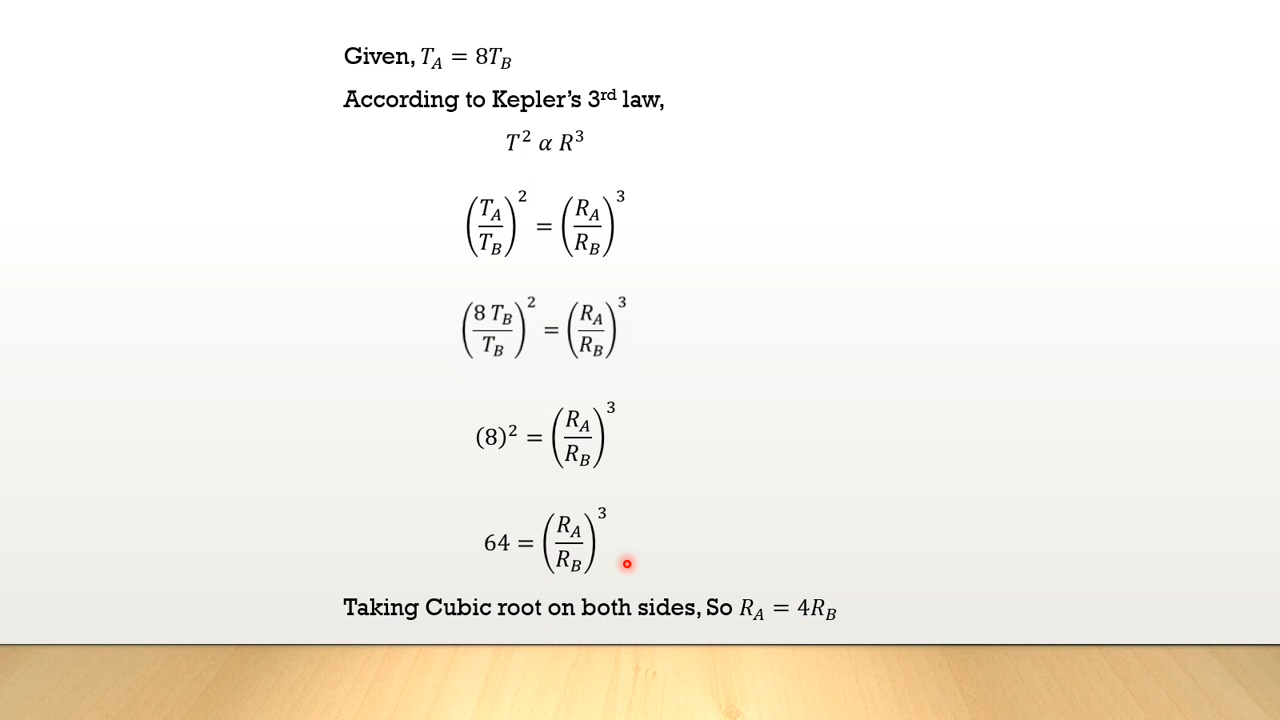 Given, T_A = 8T_B
According to Kepler's 3rd law,
T² α R³
(T_A/T_B)² = (R_A/R_B)³
(8 T_B/T_B)² = (R_A/R_B)³
(8)² = (R_A/R_B)³
64 = (R_A/R_B)³
Taking Cubic root on both sides, So R_A = 4R_B